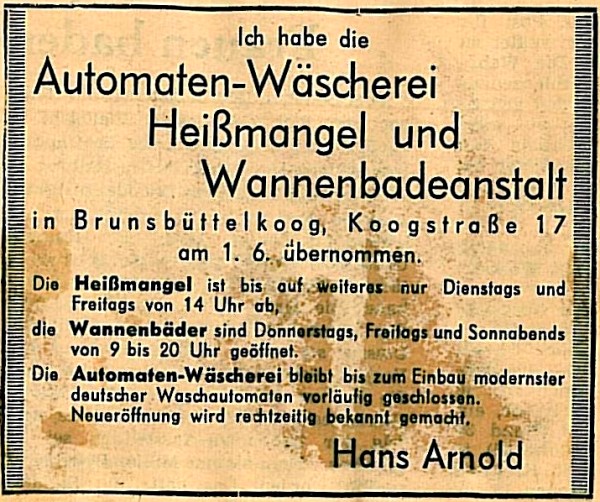 Ich habe die
Automaten-Wäscherei
Heißmangel und
Wannenbadeanstalt
in Brunsbüttelkoog, Koogstraße 17
am 1. 6. übernommen.
Die Heißmangel ist bis auf weiteres nur Dienstags und
Freitags von 14 Uhr ab,
die Wannenbäder sind Donnerstags, Freitags und Sonnabends
von 9 bis 20 Uhr geöffnet.
Die Automaten-Wäscherei bleibt bis zum Einbau modernster
deutscher Waschautomaten vorläufig geschlossen.
Neueröffnung wird rechtzeitig bekannt gemacht.
Hans Arnold